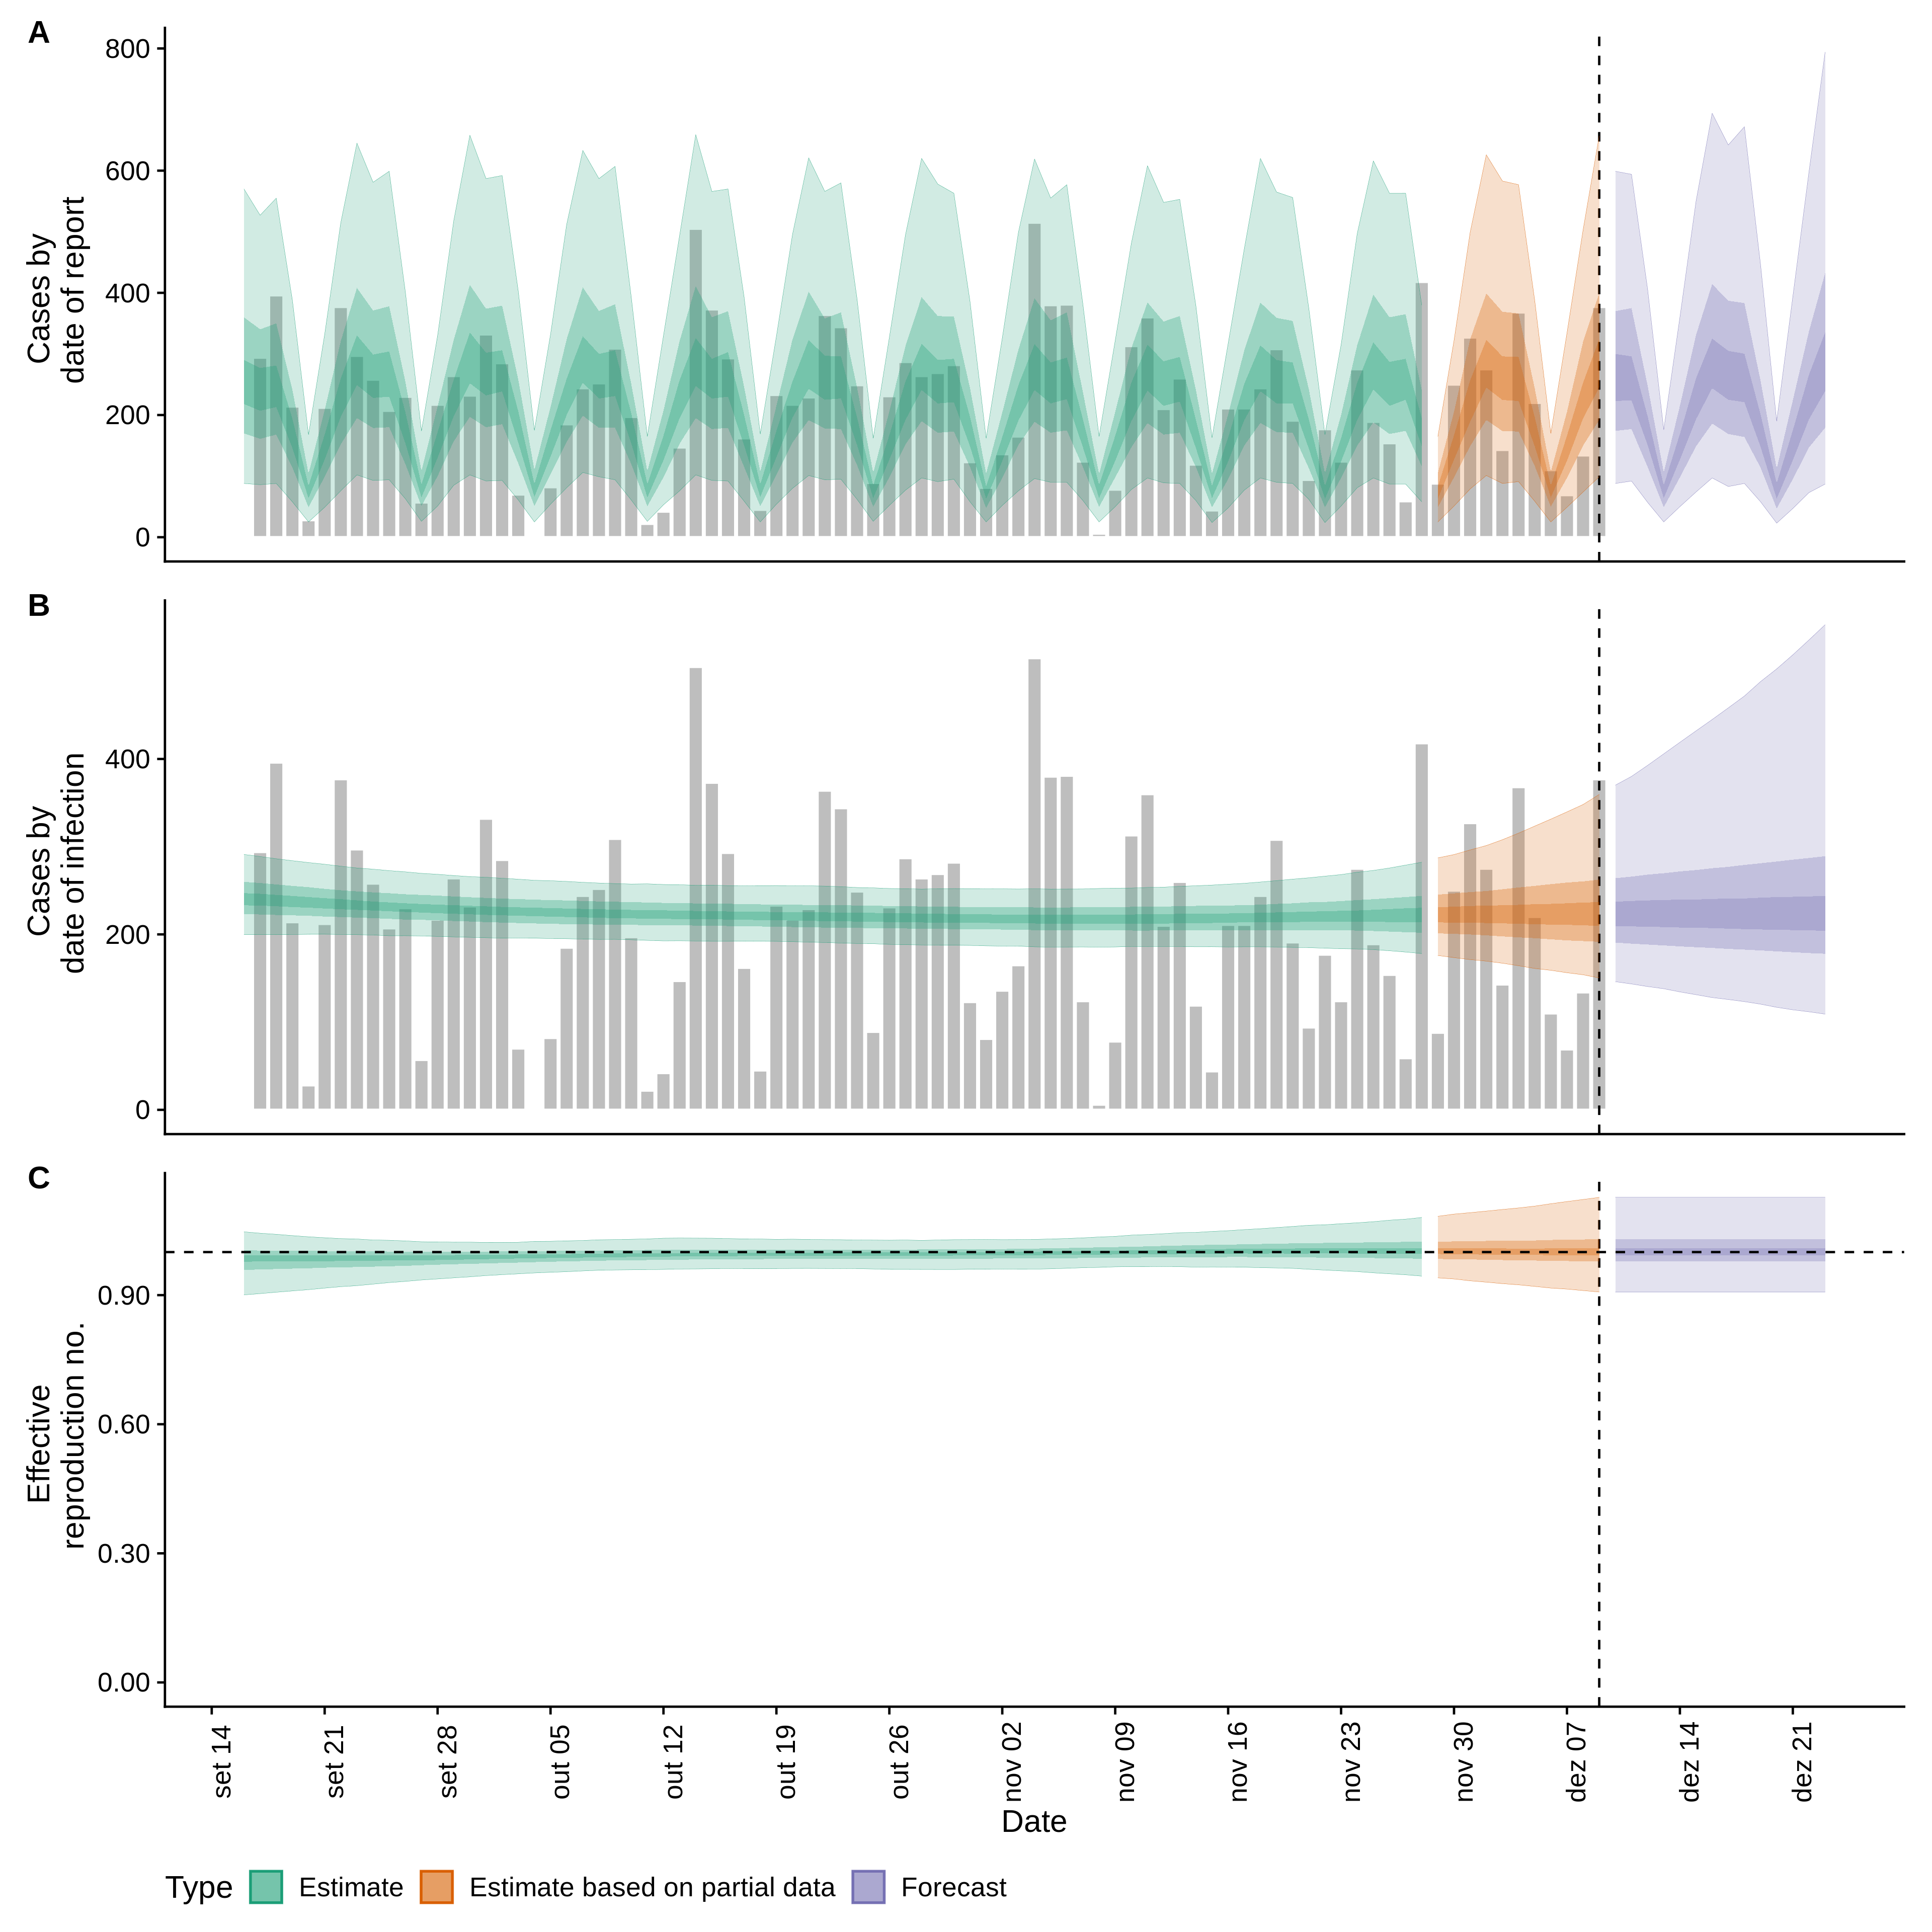 A
800
600
400
200
0
Cases by
date of report
B
400
200
0
Cases by
date of infection
C
0.90
0.60
0.30
0.00
Effective
reproduction no.
set 14
set 21
set 28
out 05
out 12
out 19
out 26
nov 02
nov 09
nov 16
nov 23
nov 30
dez 07
dez 14
dez 21
Date
Type Estimate Estimate based on partial data Forecast